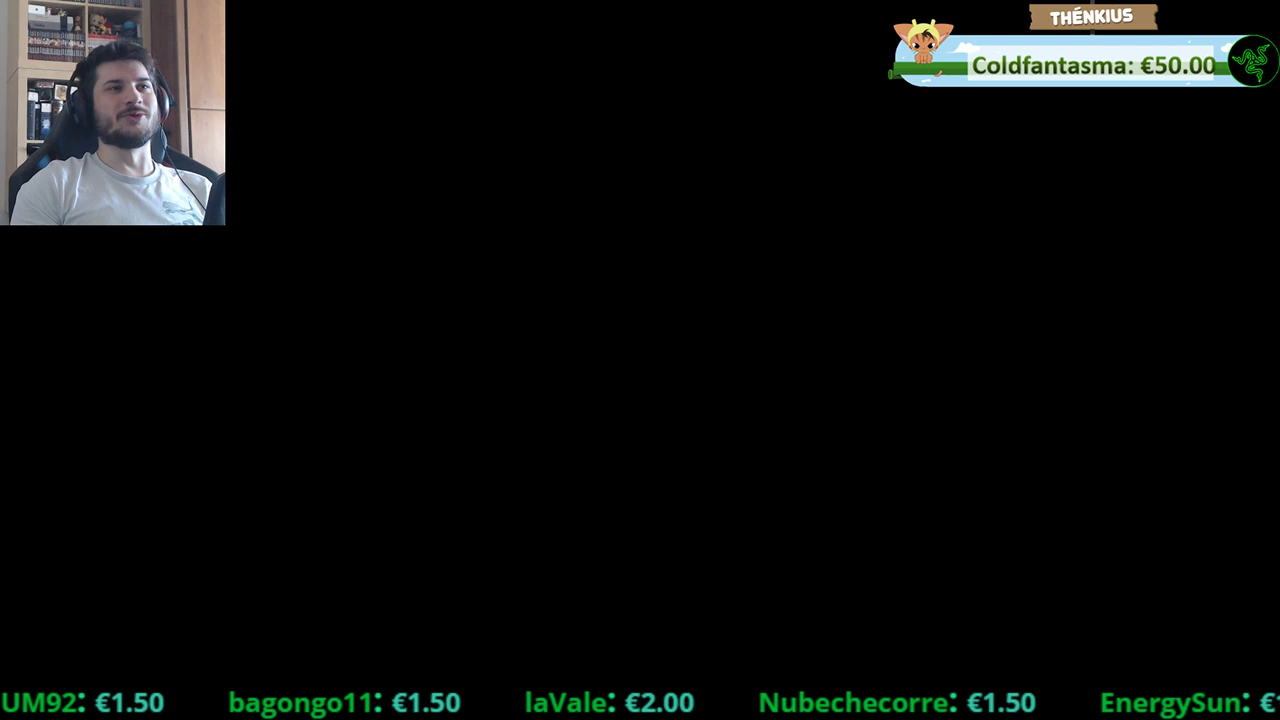 THÉNKIUS
Coldfantasma: €50.00
UM92: €1.50 bagongo11: €1.50 laVale: €2.00 Nubechecorre: €1.50 EnergySun: €